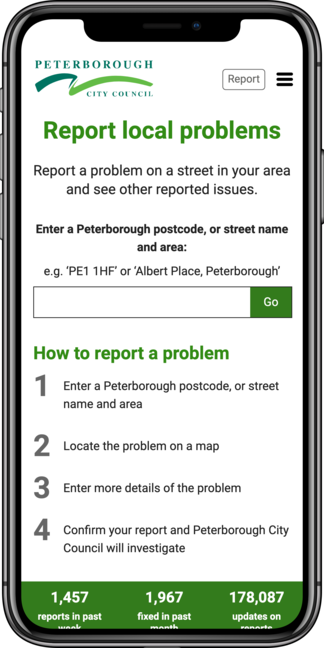 PETERBOROUGH
CITY COUNCIL
Report
Report local problems
Report a problem on a street in your area
and see other reported issues.
Enter a Peterborough postcode, or street name
and area:
e.g. ‘PE1 1HF’ or ‘Albert Place, Peterborough’
Go
How to report a problem
1 Enter a Peterborough postcode, or street
name and area
2 Locate the problem on a map
3 Enter more details of the problem
4 Confirm your report and Peterborough City
Council will investigate
1,457 1,967 178,087
reports in past fixed in past updates on
week month reports